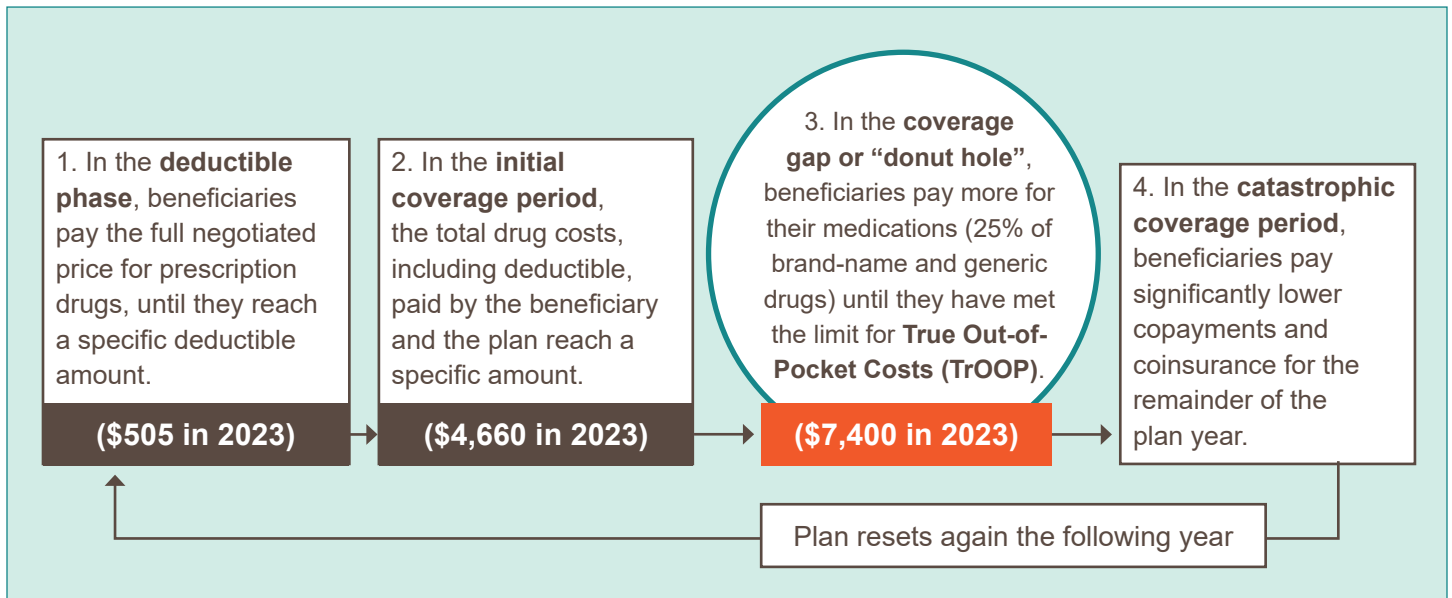 1. In the deductible
phase, beneficiaries
pay the full negotiated
price for prescription
drugs, until they reach
a specific deductible
amount.
($505 in 2023)
2. In the initial
coverage period,
the total drug costs,
including deductible,
paid by the beneficiary
and the plan reach a
specific amount.
($4,660 in 2023)
3. In the coverage
gap or “donut hole”,
beneficiaries pay more for
their medications (25% of
brand-name and generic
drugs) until they have met
the limit for True Out-of-
Pocket Costs (TrOOP).
($7,400 in 2023)
4. In the catastrophic
coverage period,
beneficiaries pay
significantly lower
copayments and
coinsurance for the
remainder of the
plan year.
Plan resets again the following year